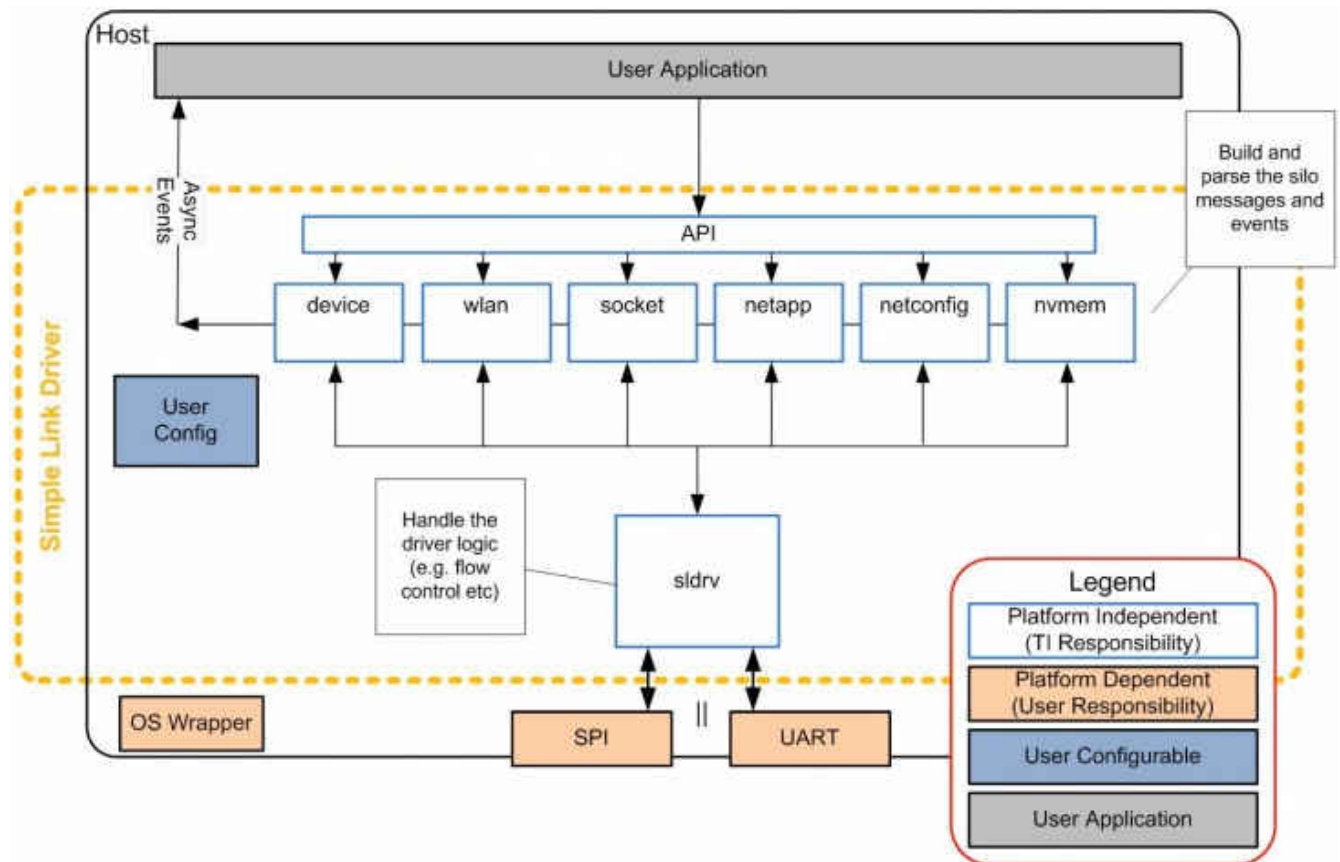 Host
User Application
Async
Events
Build and
parse the silo
messages and
events
API
device
wlan
socket
netapp
netconfig
nvmem
Simple Link Driver
User
Config
Handle the
driver logic
(e.g. flow
control etc)
sldrv
OS Wrapper
SPI
||
UART
Legend
Platform Independent
(TI Responsibility)
Platform Dependent
(User Responsibility)
User Configurable
User Application